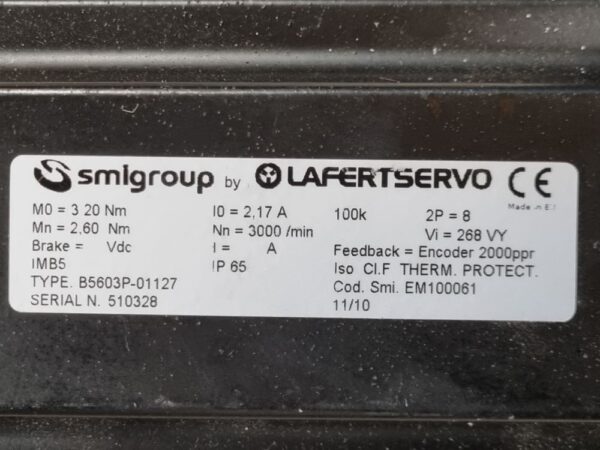 smigroup by LAFERTSERVO CE
Made in E.I
M0 = 3 20 Nm I0 = 2,17 A 100k 2P = 8
Mn = 2,60 Nm Nn = 3000 /min Vi = 268 VY
Brake = Vdc I = A Feedback = Encoder 2000ppr
IMB5 IP 65 Iso Cl.F THERM. PROTECT.
TYPE. B5603P-01127 Cod. Smi. EM100061
SERIAL N. 510328 11/10